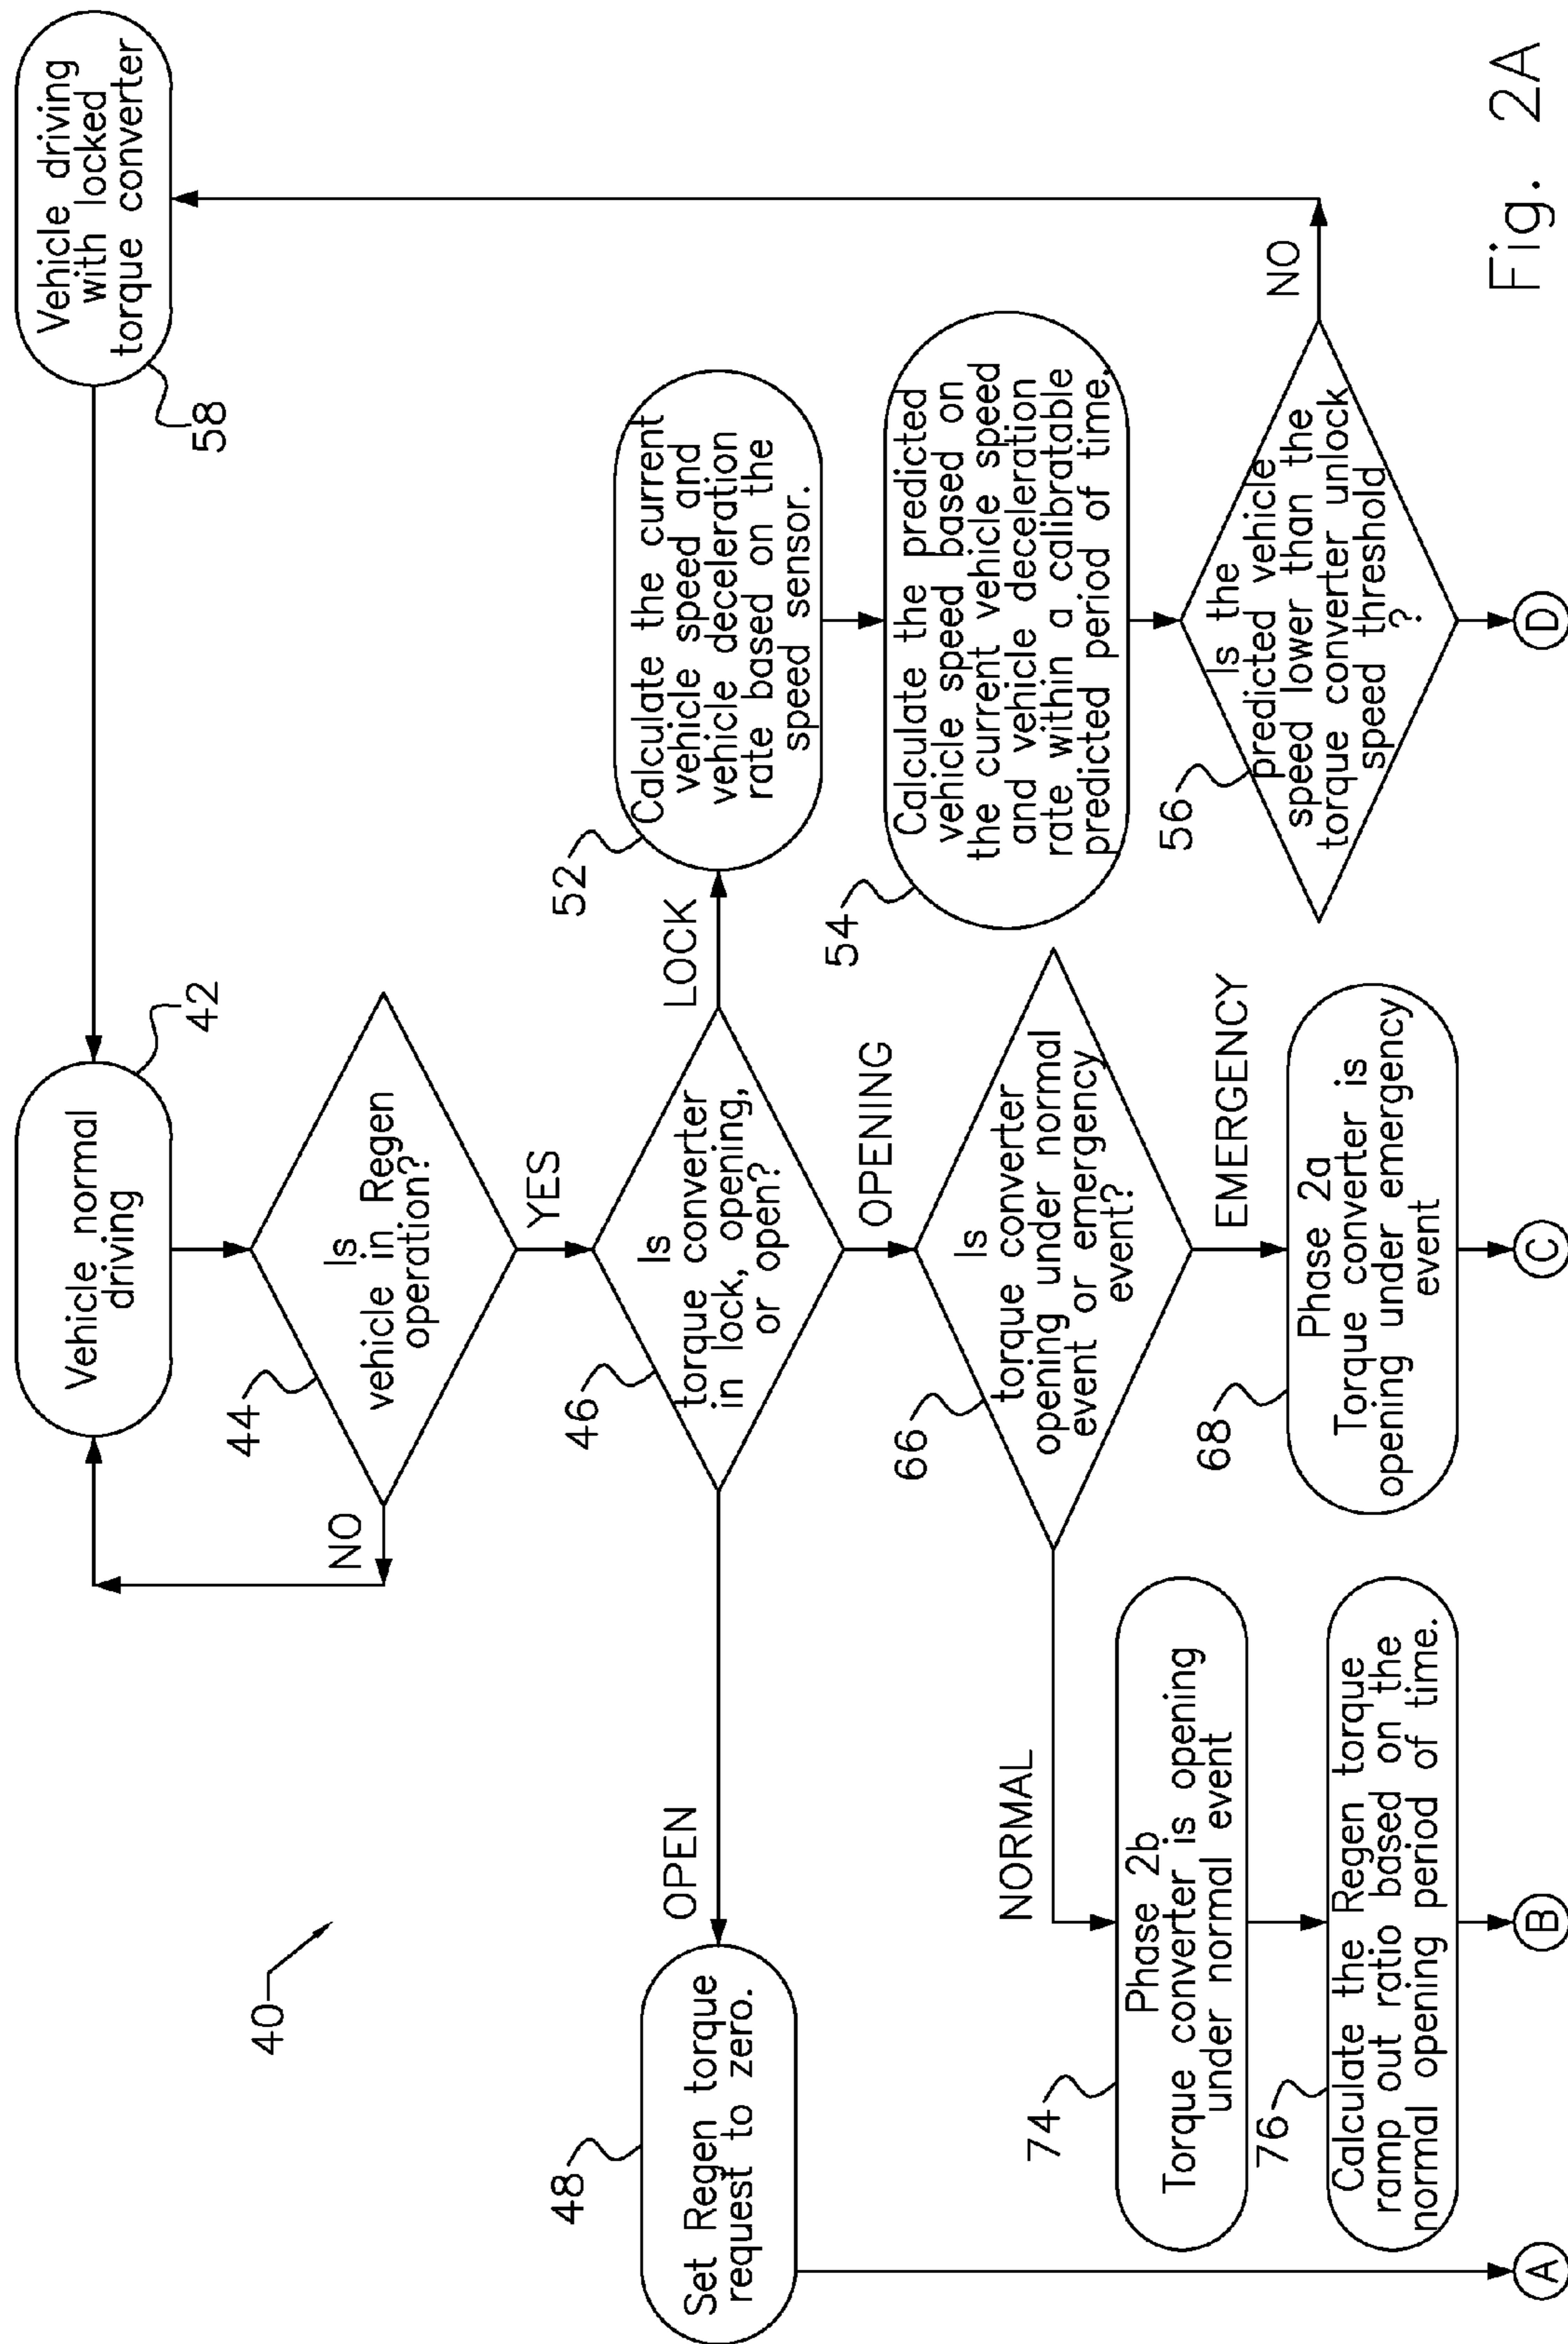 Vehicle driving
with locked
torque converter
58
Vehicle normal
driving
42
Is
vehicle in Regen
operation?
44
NO
YES
Is
torque converter
in lock, opening,
or open?
46
LOCK
OPEN
OPENING
40
Calculate the current
vehicle speed and
vehicle deceleration
rate based on the
speed sensor.
52
Calculate the predicted
vehicle speed based on
the current vehicle speed
and vehicle deceleration
rate within a calibratable
predicted period of time.
54
Is the
predicted vehicle
speed lower than the
torque converter unlock
speed threshold
?
56
NO
D
Set Regen torque
request to zero.
48
A
Is
torque converter
opening under normal
event or emergency
event?
66
NORMAL
EMERGENCY
Phase 2a
Torque converter is
opening under emergency
event
68
C
Phase 2b
Torque converter is opening
under normal event
74
Calculate the Regen torque
ramp out ratio based on the
normal opening period of time.
76
B
Fig. 2A